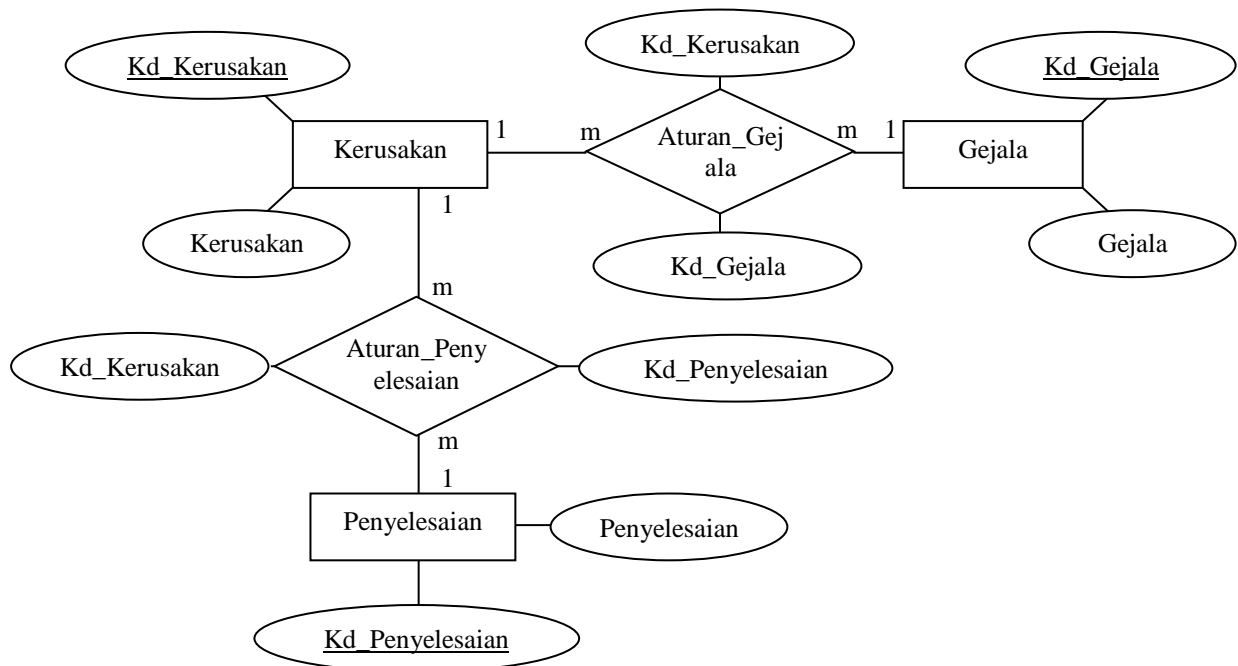 Kd_Kerusakan
Kd_Kerusakan
Kd_Gejala
1
m
m
1
Kerusakan
Aturan_Gej
ala
Gejala
1
Kerusakan
Kd_Gejala
Gejala
m
Kd_Kerusakan
Aturan_Peny
elesaian
Kd_Penyelesaian
m
1
Penyelesaian
Penyelesaian
Kd_Penyelesaian